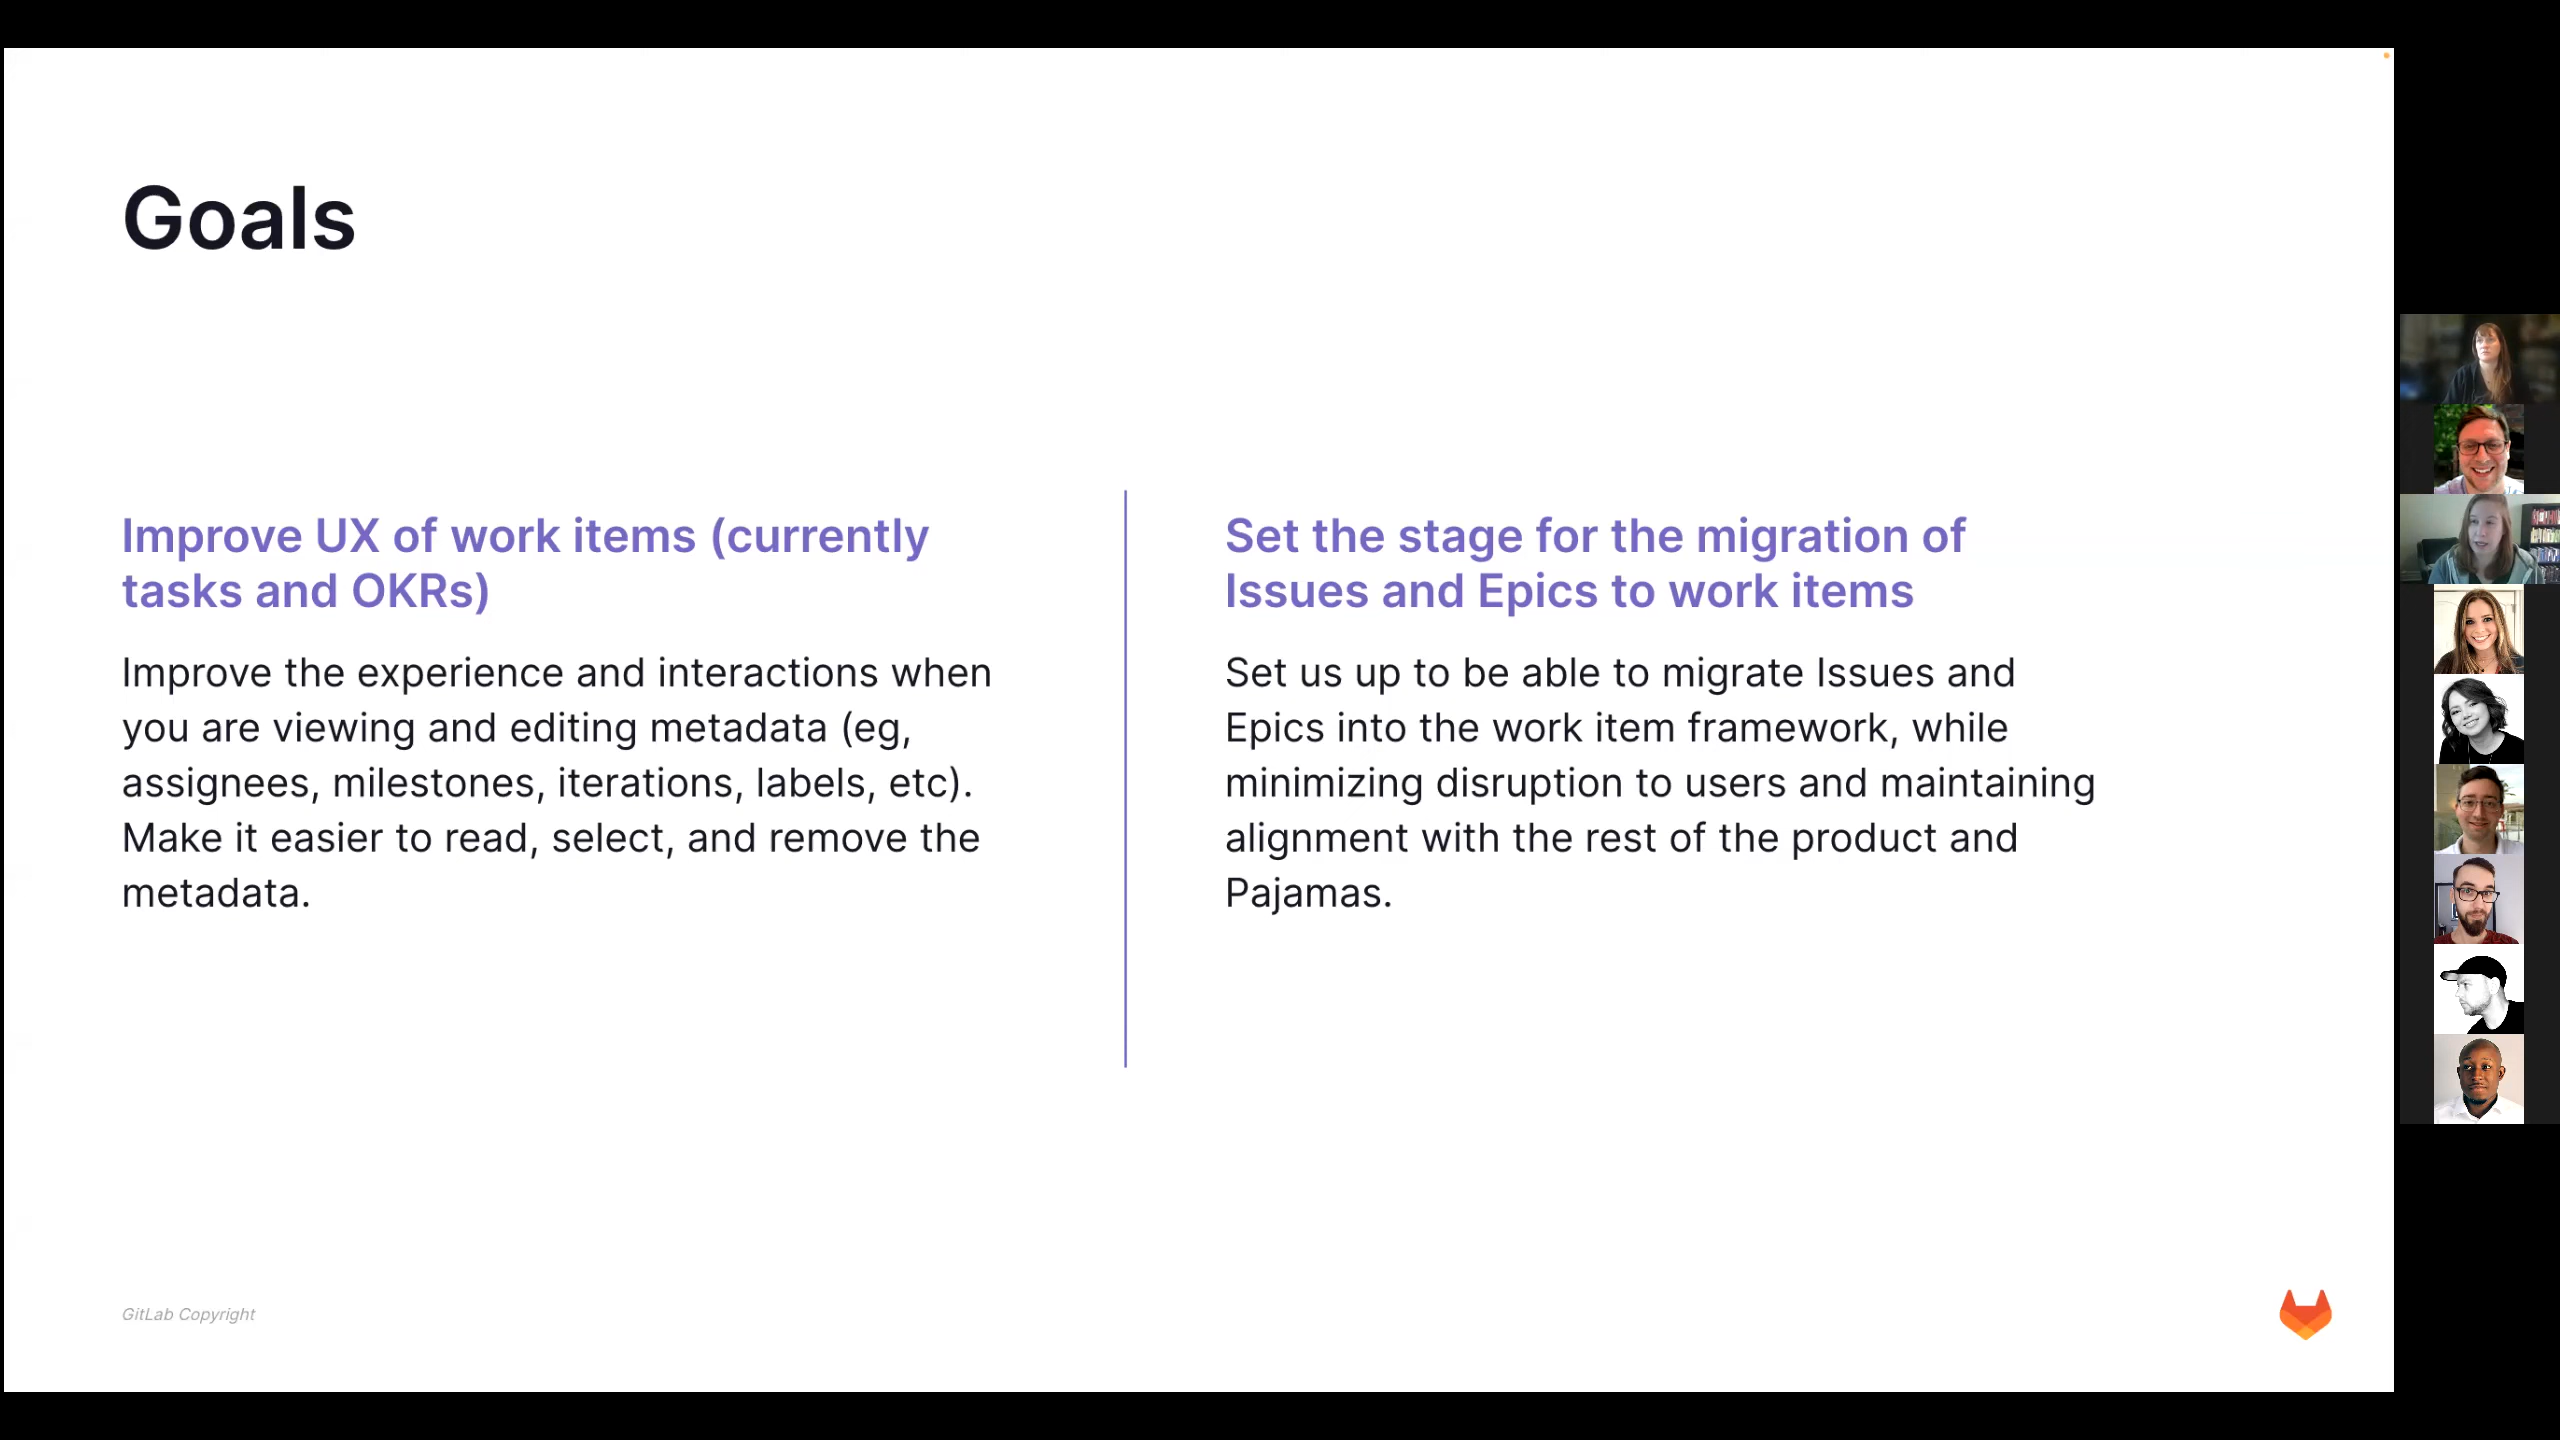 Goals
Improve UX of work items (currently
tasks and OKRs)
Improve the experience and interactions when
you are viewing and editing metadata (eg,
assignees, milestones, iterations, labels, etc).
Make it easier to read, select, and remove the
metadata.
Set the stage for the migration of
Issues and Epics to work items
Set us up to be able to migrate Issues and
Epics into the work item framework, while
minimizing disruption to users and maintaining
alignment with the rest of the product and
Pajamas.
GitLab Copyright